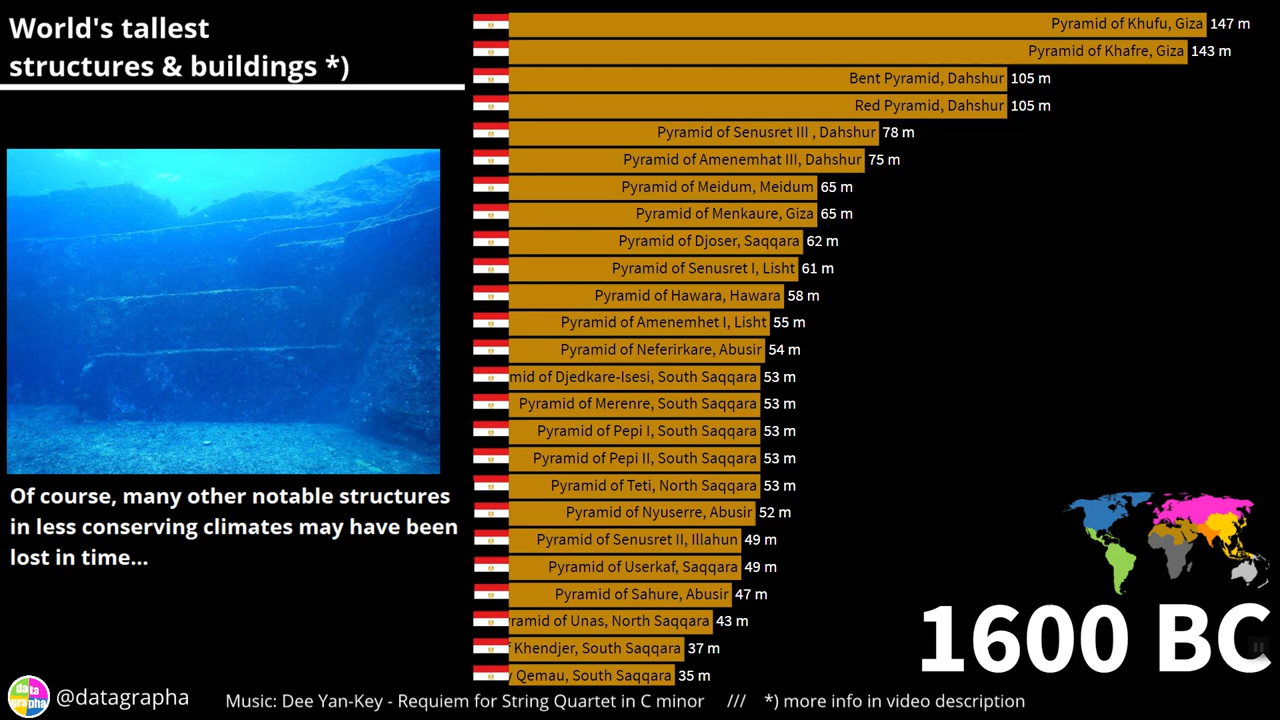 World's tallest
structures & buildings *)
Of course, many other notable structures
in less conserving climates may have been
lost in time...
Pyramid of Khufu, Giza 147 m
Pyramid of Khafre, Giza 143 m
Bent Pyramid, Dahshur 105 m
Red Pyramid, Dahshur 105 m
Pyramid of Senusret III , Dahshur 78 m
Pyramid of Amenemhat III, Dahshur 75 m
Pyramid of Meidum, Meidum 65 m
Pyramid of Menkaure, Giza 65 m
Pyramid of Djoser, Saqqara 62 m
Pyramid of Senusret I, Lisht 61 m
Pyramid of Hawara, Hawara 58 m
Pyramid of Amenemhet I, Lisht 55 m
Pyramid of Neferirkare, Abusir 54 m
mid of Djedkare-Isesi, South Saqqara 53 m
Pyramid of Merenre, South Saqqara 53 m
Pyramid of Pepi I, South Saqqara 53 m
Pyramid of Pepi II, South Saqqara 53 m
Pyramid of Teti, North Saqqara 53 m
Pyramid of Nyuserre, Abusir 52 m
Pyramid of Senusret II, Illahun 49 m
Pyramid of Userkaf, Saqqara 49 m
Pyramid of Sahure, Abusir 47 m
ramid of Unas, North Saqqara 43 m
Khendjer, South Saqqara 37 m
Qemau, South Saqqara 35 m
1600 BC
data grapha
@datagrapha
Music: Dee Yan-Key - Requiem for String Quartet in C minor /// *) more info in video description